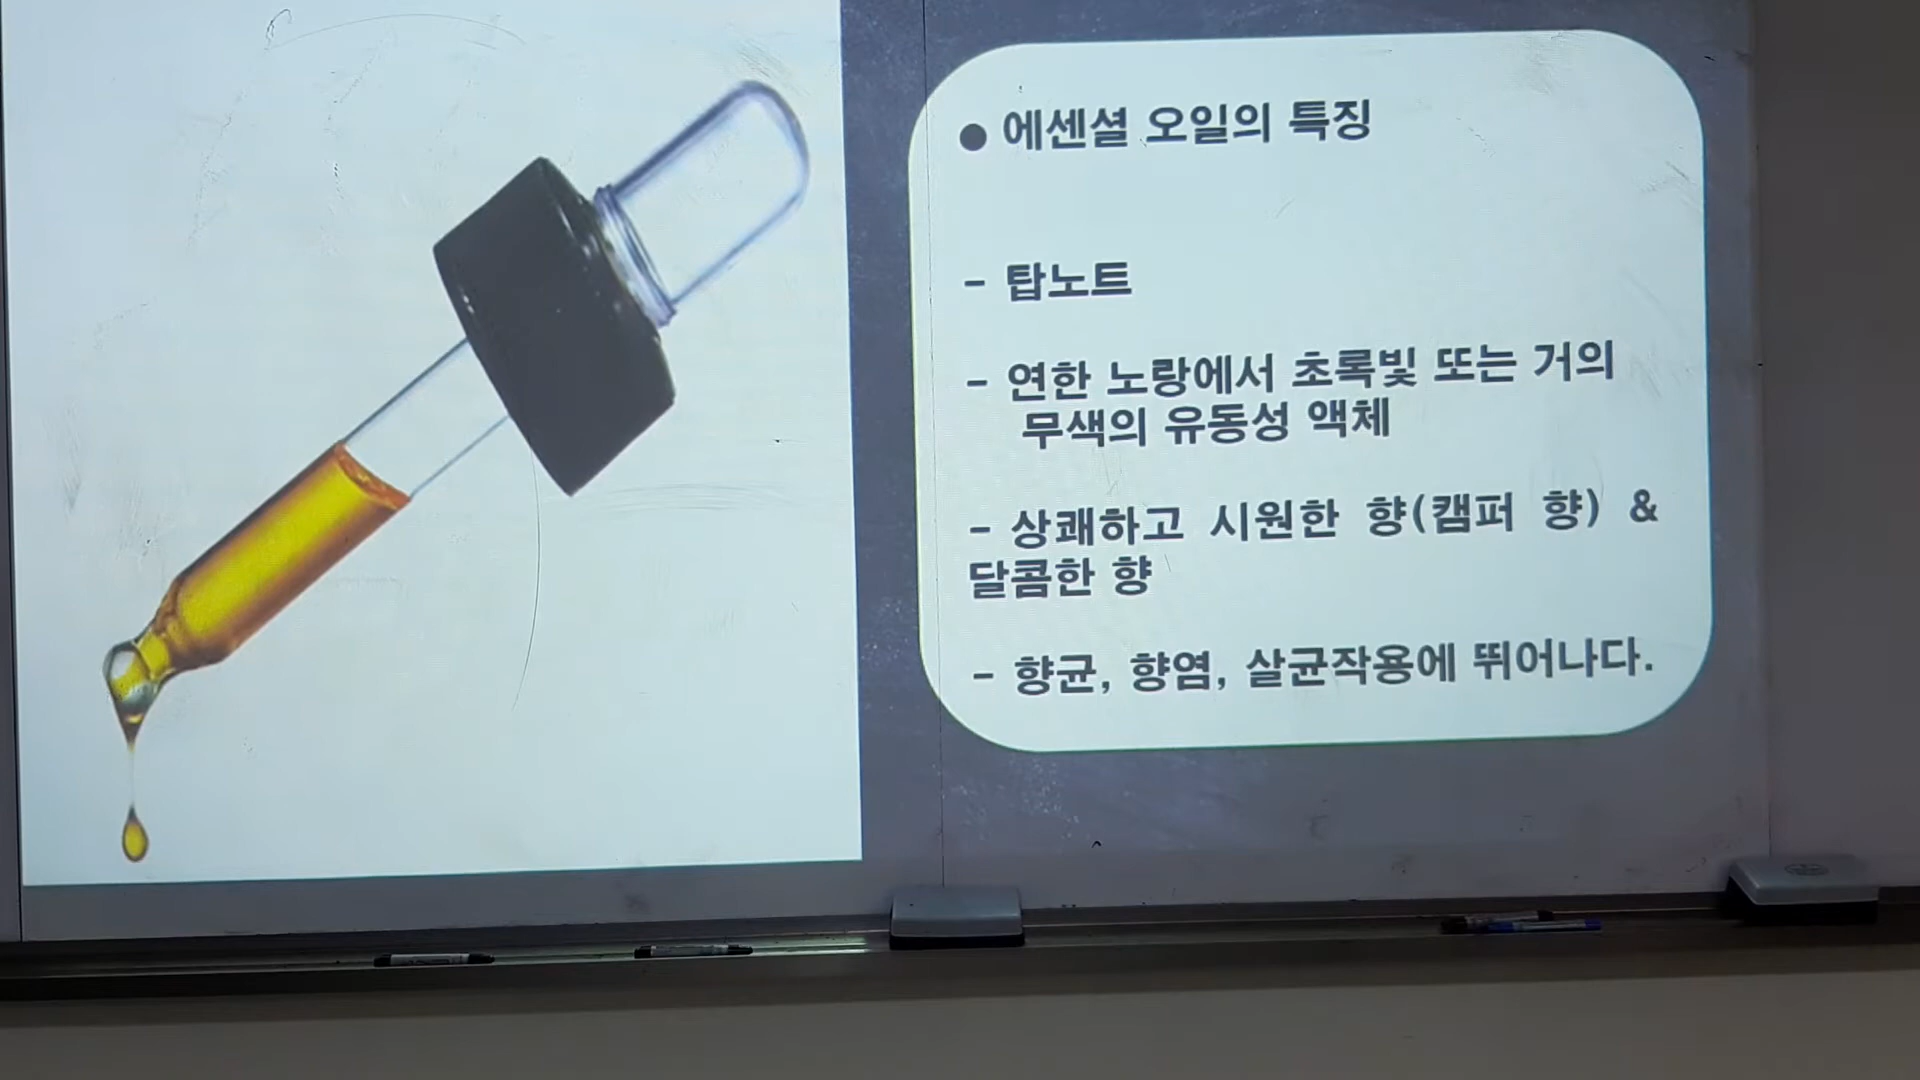 ● 에센셜 오일의 특징
- 탑노트
- 연한 노랑에서 초록빛 또는 거의
무색의 유동성 액체
- 상쾌하고 시원한 향(캠퍼 향) &
달콤한 향
- 향균, 향염, 살균작용에 뛰어나다.